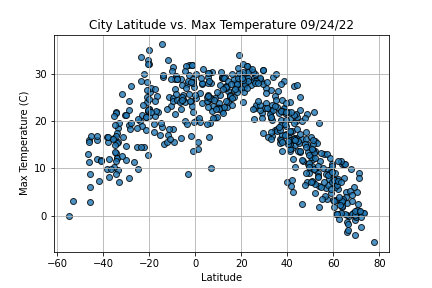 City Latitude vs. Max Temperature 09/24/22
Max Temperature (C)
30
20
10
0
−60 −40 −20 0 20 40 60 80
Latitude